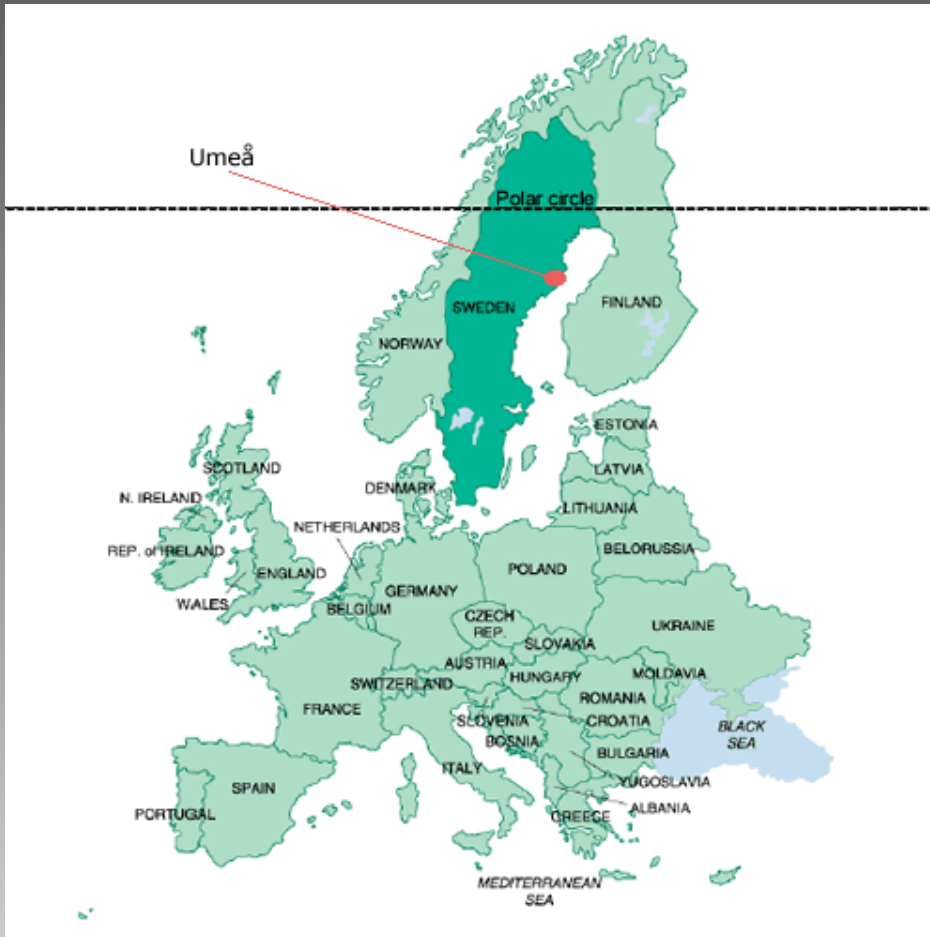 Umeå
Polar circle
SWEDEN
FINLAND
NORWAY
ESTONIA
SCOTLAND
LATVIA
DENMARK
N. IRELAND
LITHUANIA
NETHERLANDS
REP. of IRELAND
BELORUSSIA
ENGLAND
POLAND
GERMANY
WALES
BELGIUM
CZECH
REP.
UKRAINE
SLOVAKIA
AUSTRIA
HUNGARY
MOLDAVIA
SWITZERLAND
ROMANIA
FRANCE
SLOVENIA
CROATIA
BLACK
SEA
BOSNIA
BULGARIA
ITALY
YUGOSLAVIA
SPAIN
ALBANIA
PORTUGAL
GREECE
MEDITERRANEAN
SEA